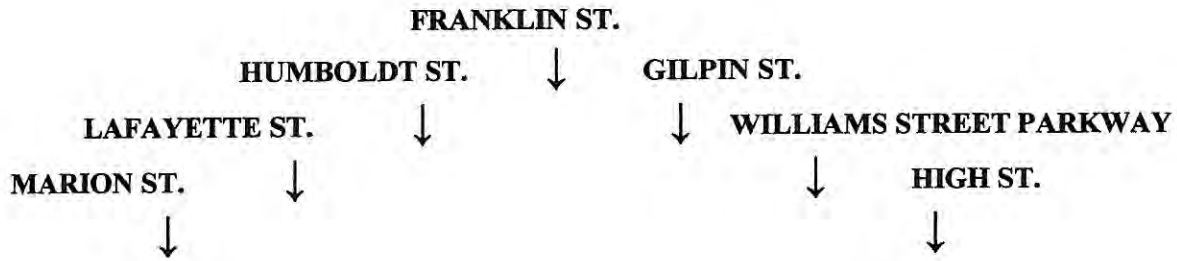 FRANKLIN ST.
HUMBOLDT ST. ↓ GILPIN ST.
LAFAYETTE ST. ↓ ↓ WILLIAMS STREET PARKWAY
MARION ST. ↓ ↓ HIGH ST.
↓ ↓